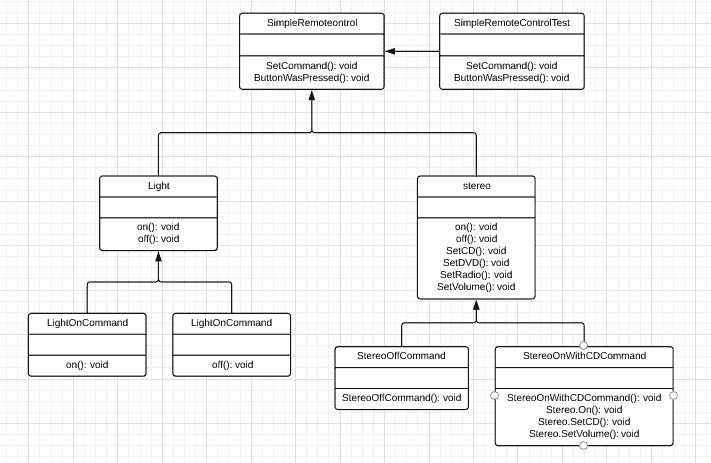 SimpleRemoteontrol
SetCommand(): void
ButtonWasPressed(): void
SimpleRemoteControlTest
SetCommand(): void
ButtonWasPressed(): void
Light
on(): void
off(): void
stereo
on(): void
off(): void
SetCD(): void
SetDVD(): void
SetRadio(): void
SetVolume(): void
LightOnCommand
on(): void
LightOnCommand
off(): void
StereoOffCommand
StereoOffCommand(): void
StereoOnWithCDCommand
StereoOnWithCDCommand(): void
Stereo.On(): void
Stereo.SetCD(): void
Stereo.SetVolume(): void